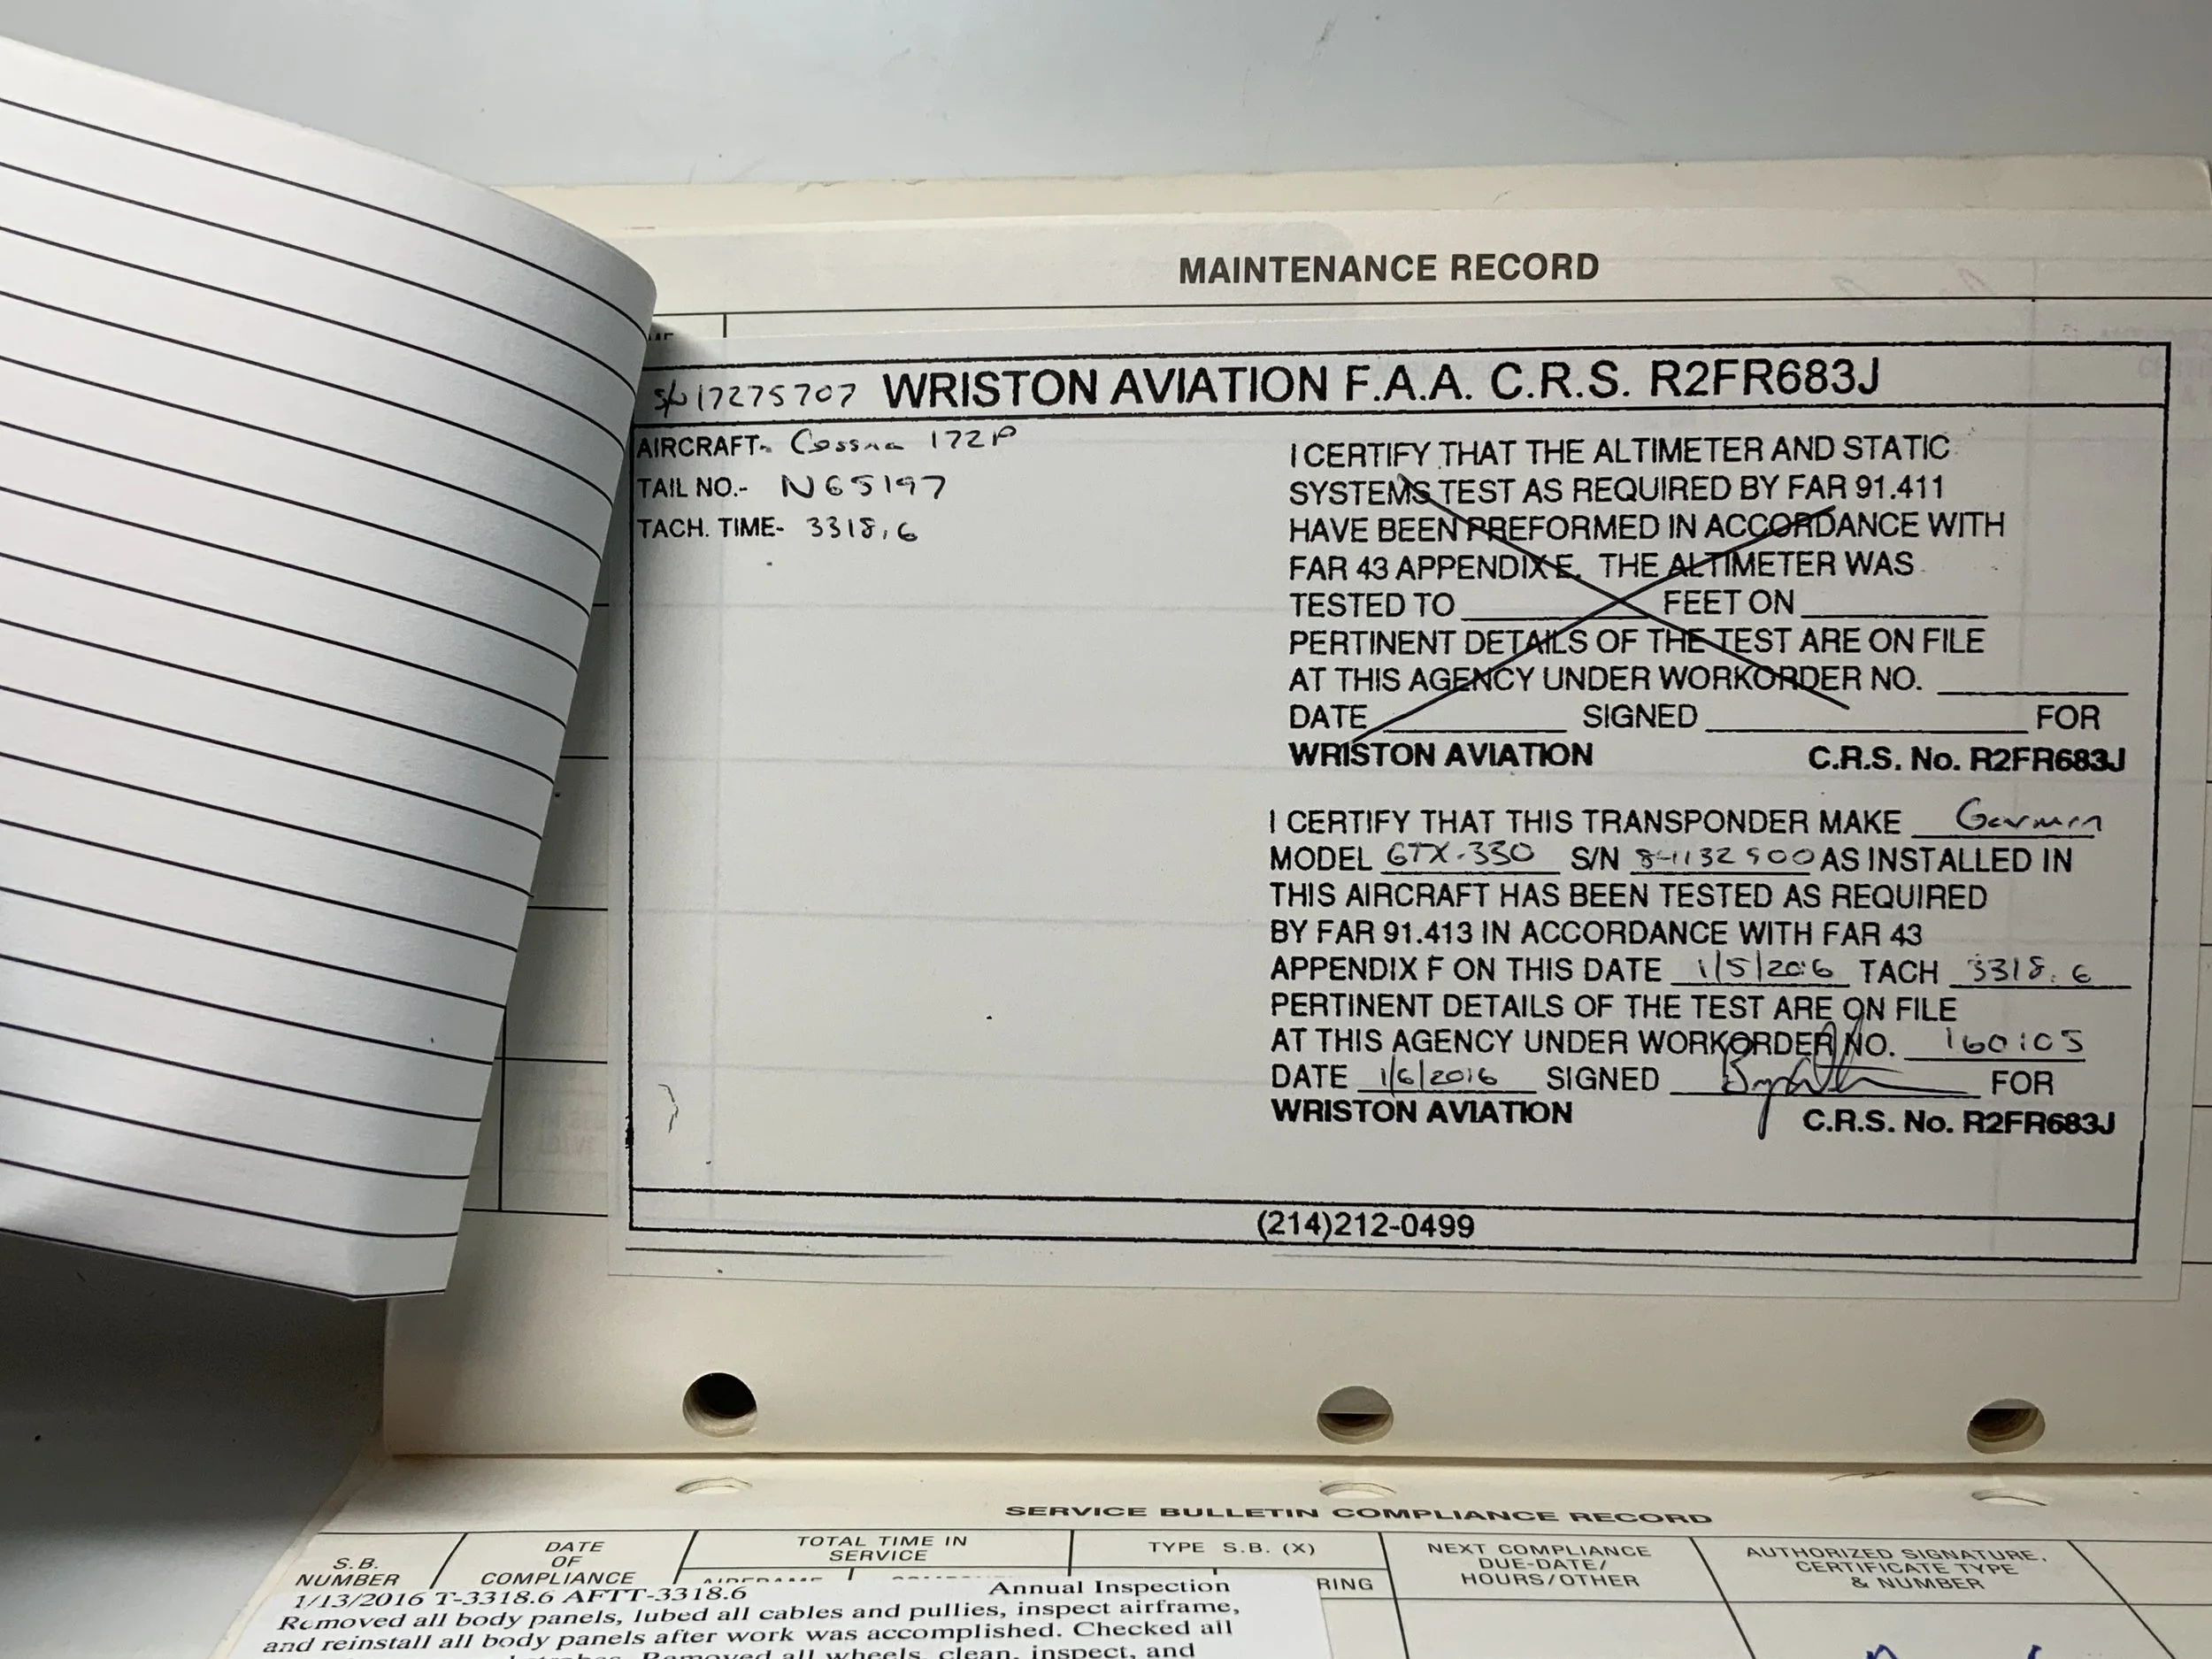 MAINTENANCE RECORD
S/N 17275707 WRISTON AVIATION F.A.A. C.R.S. R2FR683J
AIRCRAFT- Cessna 172P
TAIL NO.- N65197
TACH. TIME- 3318.6
I CERTIFY THAT THE ALTIMETER AND STATIC
SYSTEMS TEST AS REQUIRED BY FAR 91.411
HAVE BEEN PREFORMED IN ACCORDANCE WITH
FAR 43 APPENDIX E. THE ALTIMETER WAS
TESTED TO FEET ON
PERTINENT DETAILS OF THE TEST ARE ON FILE
AT THIS AGENCY UNDER WORKORDER NO.
DATE SIGNED FOR
WRISTON AVIATION C.R.S. No. R2FR683J
I CERTIFY THAT THIS TRANSPONDER MAKE Garmin
MODEL GTX-330 S/N AS INSTALLED IN
THIS AIRCRAFT HAS BEEN TESTED AS REQUIRED
BY FAR 91.413 IN ACCORDANCE WITH FAR 43
APPENDIX F ON THIS DATE 1/5/2016 TACH 3318.6
PERTINENT DETAILS OF THE TEST ARE ON FILE
AT THIS AGENCY UNDER WORKORDER NO. 160105
DATE 1/6/2016 SIGNED FOR
WRISTON AVIATION C.R.S. No. R2FR683J
(214)212-0499
SERVICE BULLETIN COMPLIANCE RECORD
S.B. NUMBER
DATE OF COMPLIANCE
TOTAL TIME IN SERVICE
TYPE S.B. (X)
RING
NEXT COMPLIANCE DUE-DATE/ HOURS/OTHER
AUTHORIZED SIGNATURE, CERTIFICATE TYPE & NUMBER
1/13/2016 T-3318.6 AFTT-3318.6 Annual Inspection
Removed all body panels, lubed all cables and pullies, inspect airframe,
and reinstall all body panels after work was accomplished. Checked all
Removed all wheels, clean, inspect, and